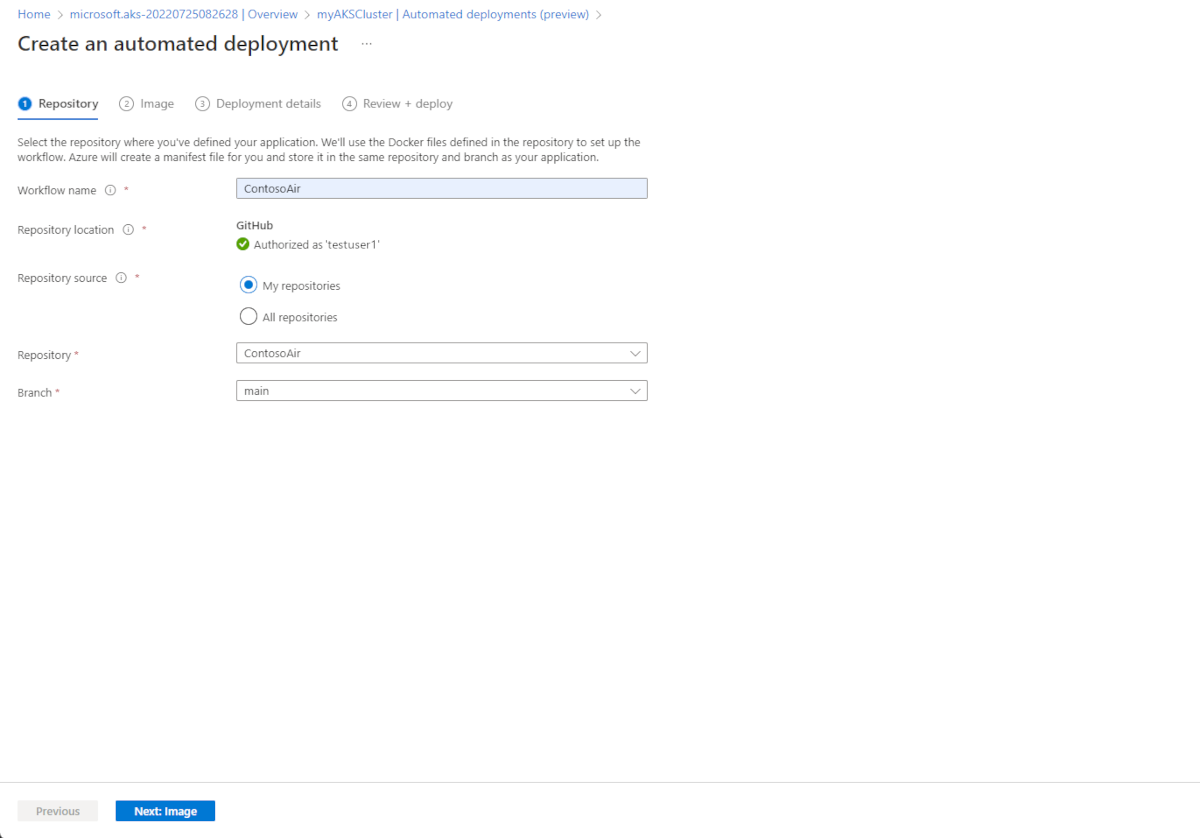 Home > microsoft.aks-20220725082628 | Overview > myAKSCluster | Automated deployments (preview) >
Create an automated deployment ...
1 Repository 2 Image 3 Deployment details 4 Review + deploy
Select the repository where you've defined your application. We'll use the Docker files defined in the repository to set up the
workflow. Azure will create a manifest file for you and store it in the same repository and branch as your application.
Workflow name * ContosoAir
Repository location * GitHub
Authorized as 'testuser1'
Repository source * My repositories
All repositories
Repository * ContosoAir
Branch * main
Previous Next: Image